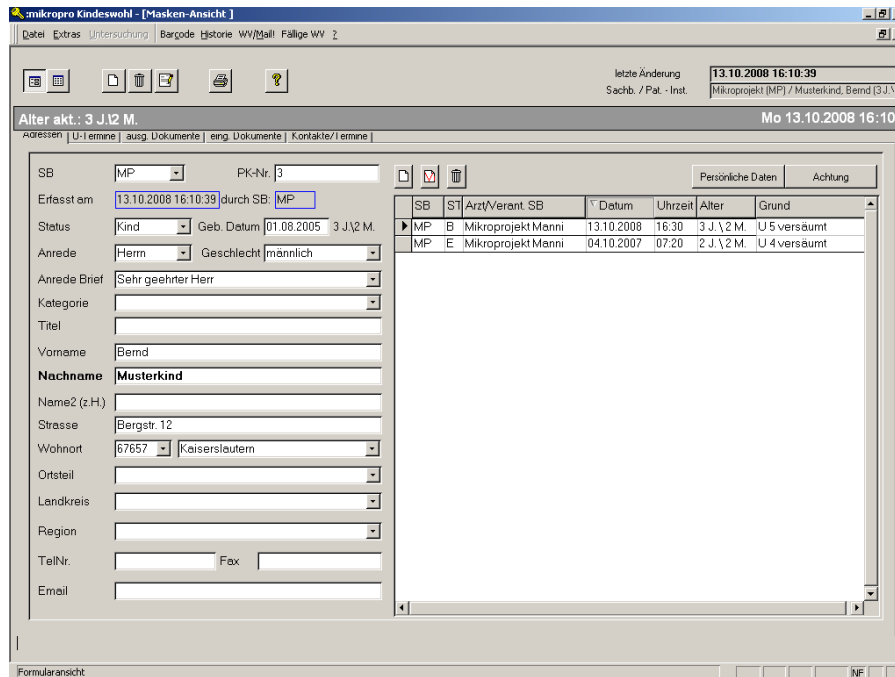 :mikropro Kindeswohl - [Masken-Ansicht ]
Datei Extras Untersuchung Barcode Historie WV/Mail! Fällige WV ?
letzte Änderung 13.10.2008 16:10:39
Sachb. / Pat. - Inst. Mikroprojekt (MP) / Musterkind, Bernd (3 J.\
Alter akt.: 3 J.\2 M. Mo 13.10.2008 16:10
Adressen | U-Termine | ausg. Dokumente | eing. Dokumente | Kontakte/Termine |
SB MP PK-Nr. 3
Persönliche Daten Achtung
Erfasst am 13.10.2008 16:10:39 durch SB: MP
Status Kind Geb. Datum 01.08.2005 3 J.\2 M.
Anrede Herrn Geschlecht männlich
Anrede Brief Sehr geehrter Herr
Kategorie
Titel
Vorname Bernd
Nachname Musterkind
Name2 (z.H.)
Strasse Bergstr. 12
Wohnort 67657 Kaiserslautern
Ortsteil
Landkreis
Region
TelNr. Fax
Email
SB ST Arzt/Verant. SB Datum Uhrzeit Alter Grund
MP B Mikroprojekt Manni 13.10.2008 16:30 3 J. \ 2 M. U 5 versäumt
MP E Mikroprojekt Manni 04.10.2007 07:20 2 J. \ 2 M. U 4 versäumt
Formularansicht NF